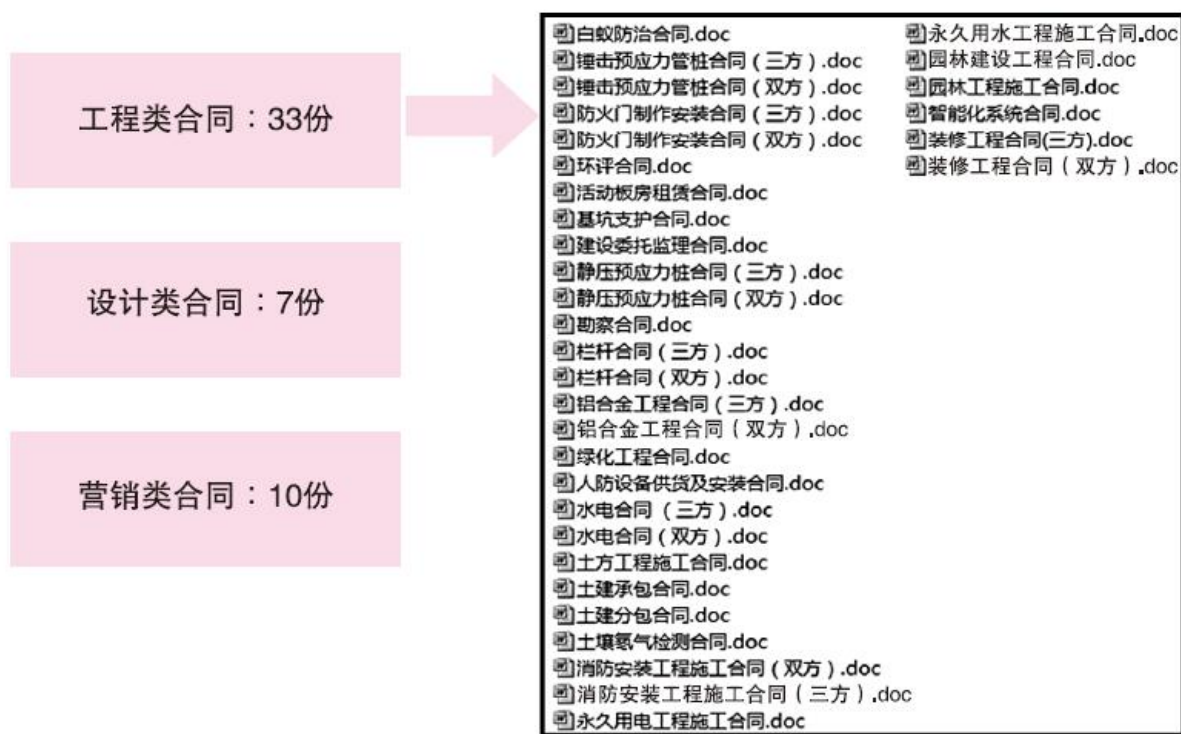 工程类合同：33份
设计类合同：7份
营销类合同：10份
白蚁防治合同.doc
锤击预应力管桩合同（三方）.doc
锤击预应力管桩合同（双方）.doc
防火门制作安装合同（三方）.doc
防火门制作安装合同（双方）.doc
环评合同.doc
活动板房租赁合同.doc
基坑支护合同.doc
建设委托监理合同.doc
静压预应力桩合同（三方）.doc
静压预应力桩合同（双方）.doc
勘察合同.doc
栏杆合同（三方）.doc
栏杆合同（双方）.doc
铝合金工程合同（三方）.doc
铝合金工程合同（双方）.doc
绿化工程合同.doc
人防设备供货及安装合同.doc
水电合同 （三方）.doc
水电合同（双方）.doc
土方工程施工合同.doc
土建承包合同.doc
土建分包合同.doc
土壤氡气检测合同.doc
消防安装工程施工合同（双方）.doc
消防安装工程施工合同（三方）.doc
永久用电工程施工合同.doc
永久用水工程施工合同.doc
园林建设工程合同.doc
园林工程施工合同.doc
智能化系统合同.doc
装修工程合同(三方).doc
装修工程合同（双方）.doc